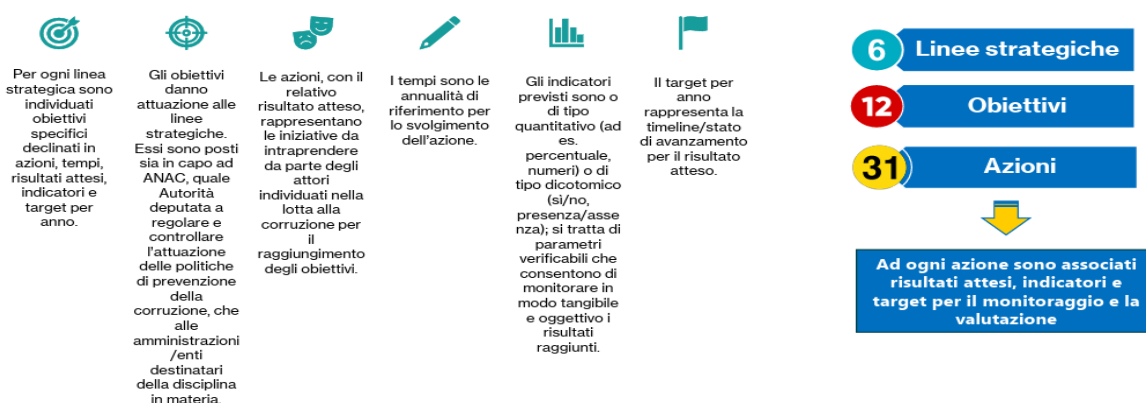 Per ogni linea
strategica sono
individuati
obiettivi
specifici
declinati in
azioni, tempi,
risultati attesi,
indicatori e
target per
anno.
Gli obiettivi
danno
attuazione alle
linee
strategiche.
Essi sono posti
sia in capo ad
ANAC, quale
Autorità
deputata a
regolare e
controllare
l'attuazione
delle politiche
di prevenzione
della
corruzione, che
alle
amministrazioni
/enti
destinatari
della disciplina
in materia.
Le azioni, con il
relativo
risultato atteso,
rappresentano
le iniziative da
intraprendere
da parte degli
attori
individuati nella
lotta alla
corruzione per
il
raggiungimento
degli obiettivi.
I tempi sono le
annualità di
riferimento per
lo svolgimento
dell'azione.
Gli indicatori
previsti sono o
di tipo
quantitativo (ad
es.
percentuale,
numeri) o di
tipo dicotomico
(sì/no,
presenza/asse
nza); si tratta di
parametri
verificabili che
consentono di
monitorare in
modo tangibile
e oggettivo i
risultati
raggiunti.
Il target per
anno
rappresenta la
timeline/stato
di avanzamento
per il risultato
atteso.
6 Linee strategiche
12 Obiettivi
31 Azioni
Ad ogni azione sono associati
risultati attesi, indicatori e
target per il monitoraggio e la
valutazione